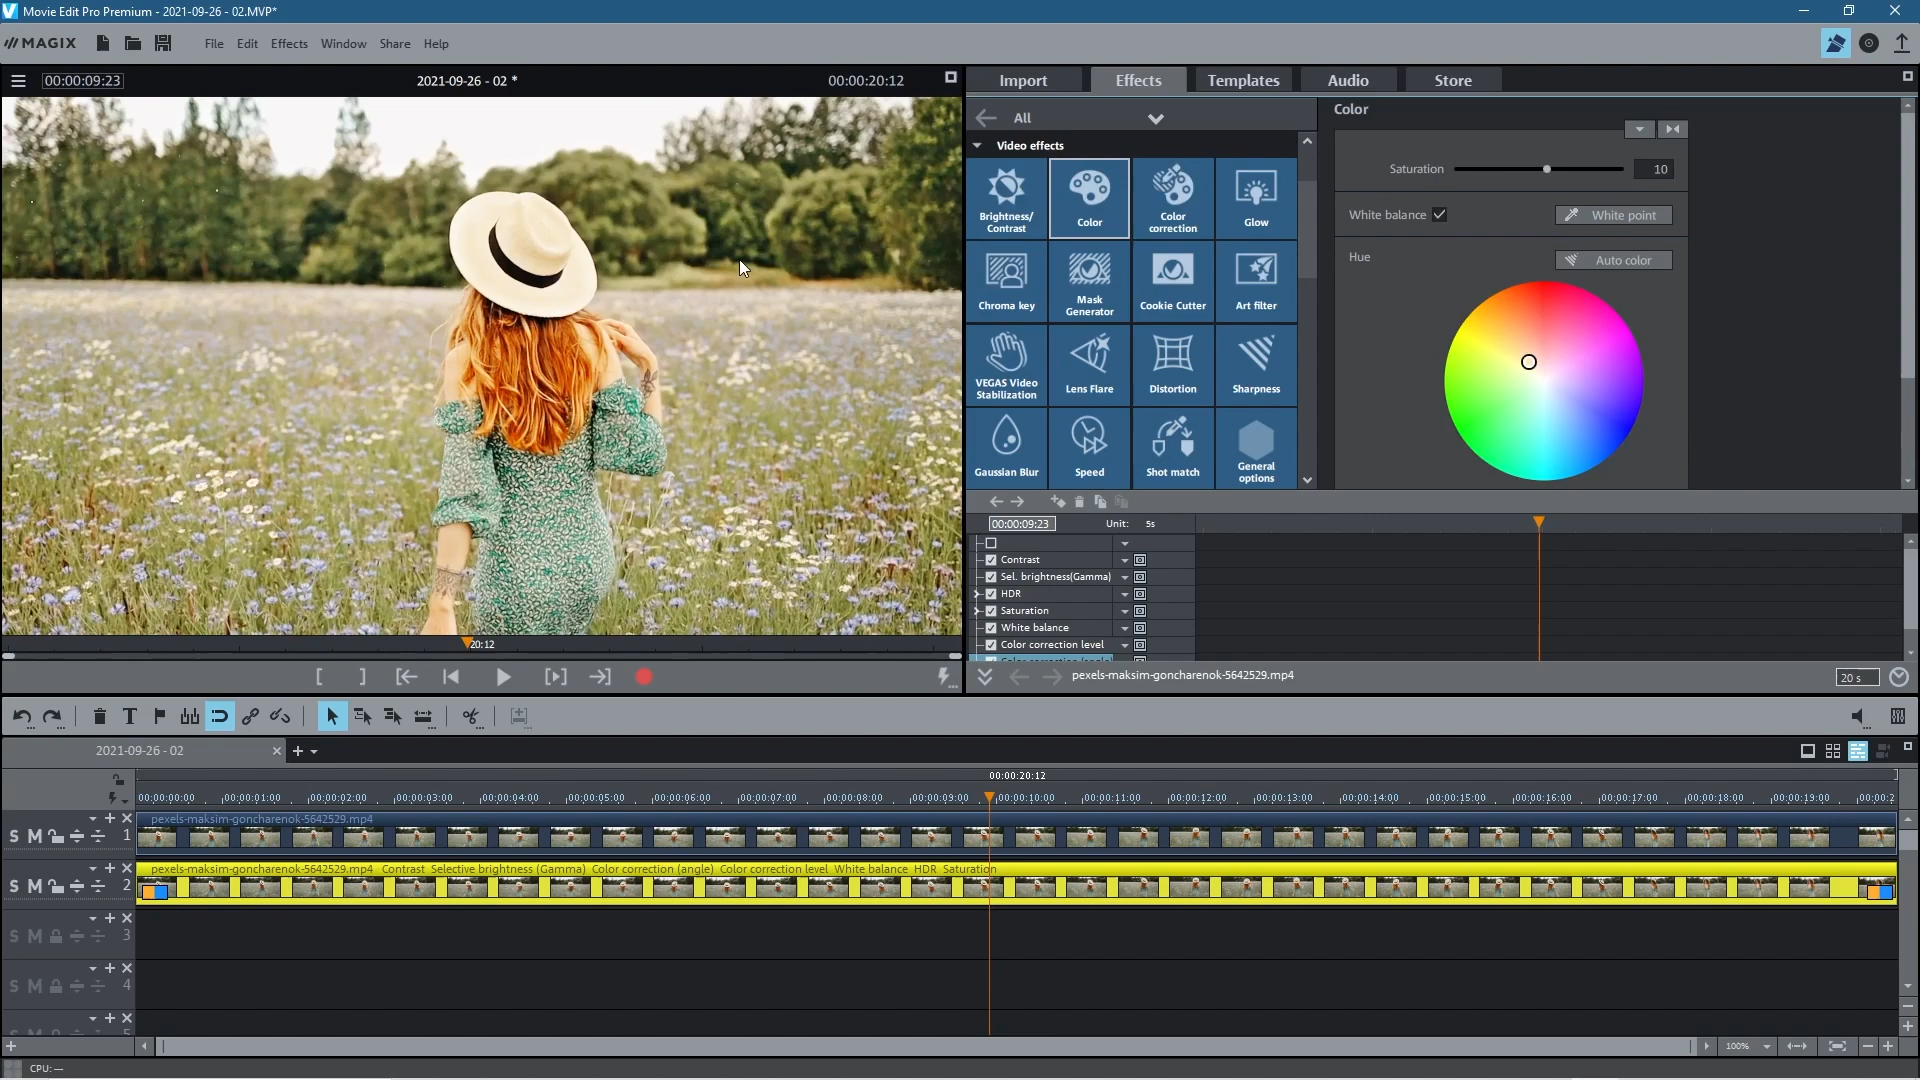 Movie Edit Pro Premium - 2021-09-26 - 02.MVP*
MAGIX File Edit Effects Window Share Help
00:00:09:23 2021-09-26 - 02 * 00:00:20:12
Import Effects Templates Audio Store
All
Video effects
Brightness/
Contrast
Color
Color
correction
Glow
Chroma key
Mask
Generator
Cookie Cutter
Art filter
VEGAS Video
Stabilization
Lens Flare
Distortion
Sharpness
Gaussian Blur
Speed
Shot match
General
options
Color
Saturation 10
White balance White point
Hue Auto color
00:00:09:23 Unit: 5s
Contrast
Sel. brightness(Gamma)
HDR
Saturation
White balance
Color correction level
20:12
pexels-maksim-goncharenok-5642529.mp4 20 s
2021-09-26 - 02
00:00:20:12
00:00:00:00 00:00:01:00 00:00:02:00 00:00:03:00 00:00:04:00 00:00:05:00 00:00:06:00 00:00:07:00 00:00:08:00 00:00:09:00 00:00:10:00 00:00:11:00 00:00:12:00 00:00:13:00 00:00:14:00 00:00:15:00 00:00:16:00 00:00:17:00 00:00:18:00 00:00:19:00 00:00:2
pexels-maksim-goncharenok-5642529.mp4
S M 1
pexels-maksim-goncharenok-5642529.mp4 Contrast Selective brightness (Gamma) Color correction (angle) Color correction level White balance HDR Saturation
S M 2
S M 3
S M 4
100%
CPU: —